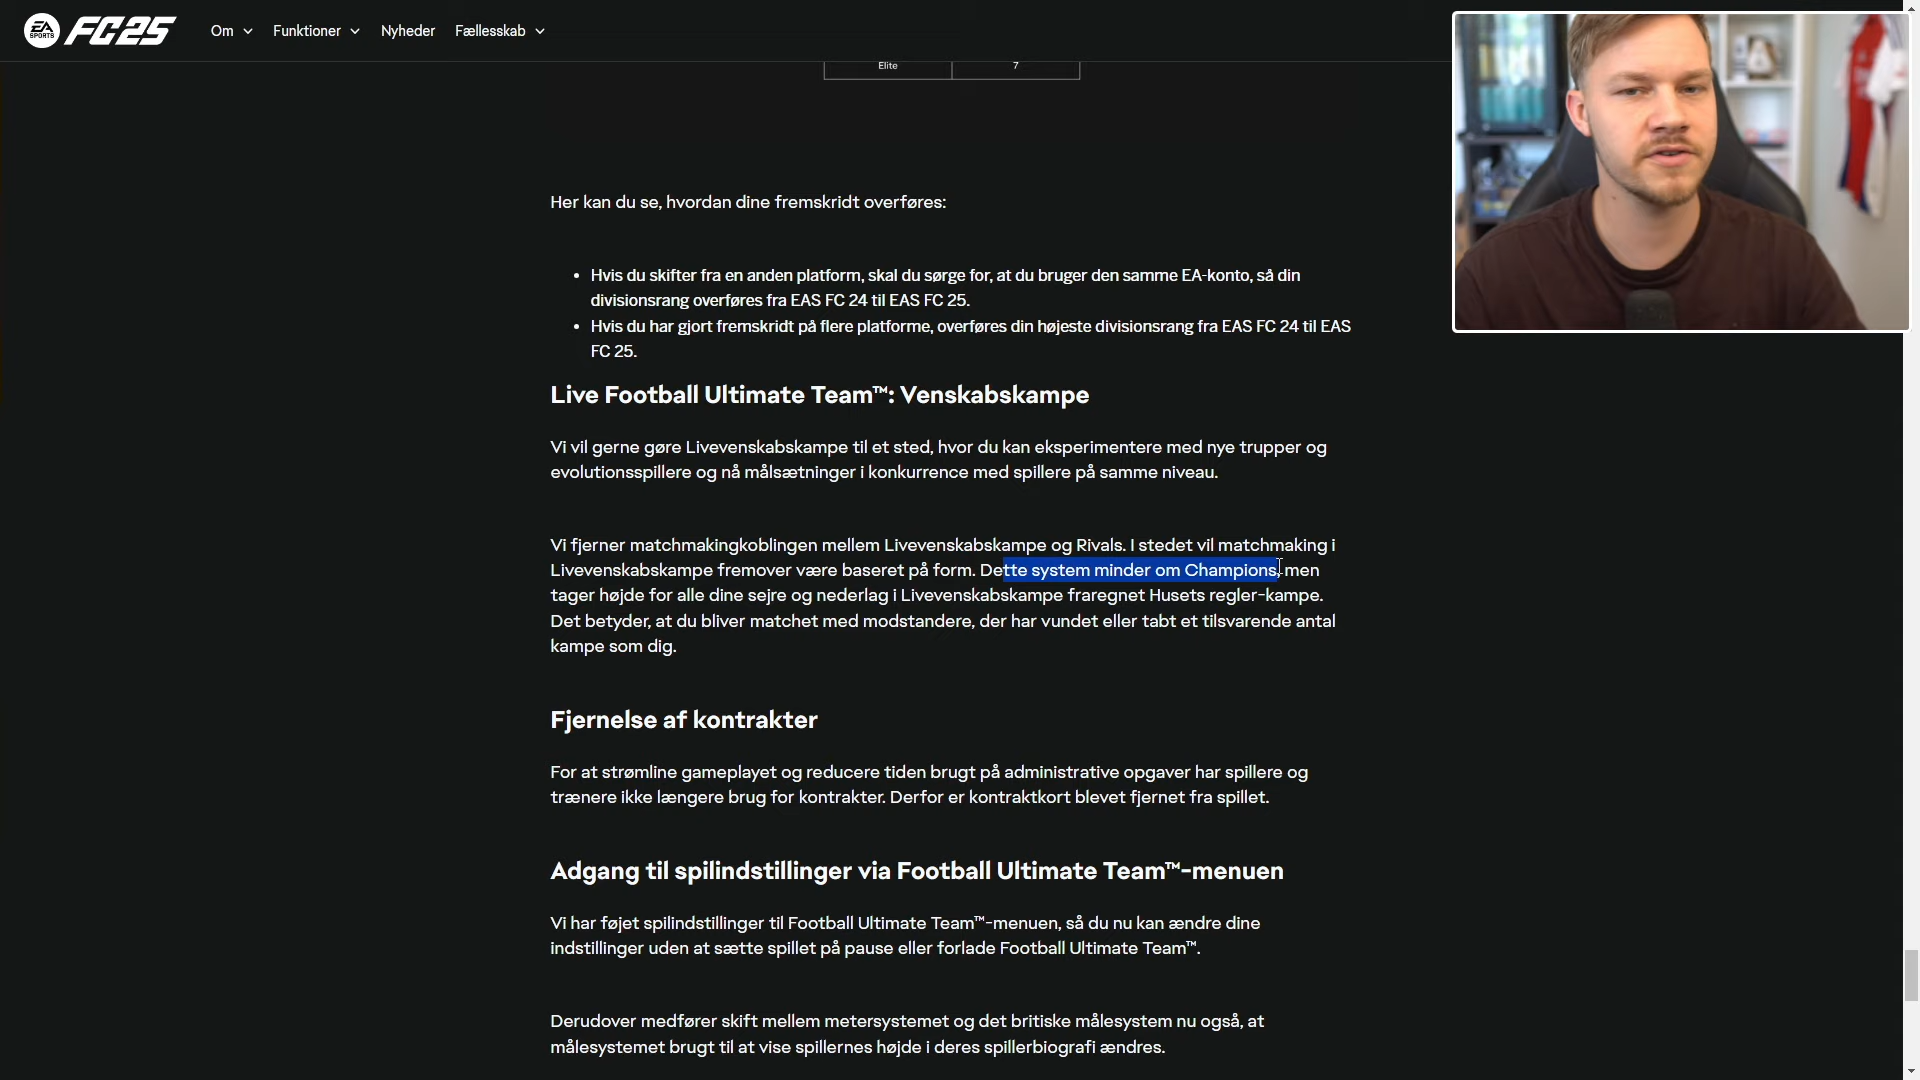 EA SPORTS FC25 Om Funktioner Nyheder Fællesskab
Elite 7
Her kan du se, hvordan dine fremskridt overføres:
• Hvis du skifter fra en anden platform, skal du sørge for, at du bruger den samme EA-konto, så din
divisionsrang overføres fra EAS FC 24 til EAS FC 25.
• Hvis du har gjort fremskridt på flere platforme, overføres din højeste divisionsrang fra EAS FC 24 til EAS
FC 25.
Live Football Ultimate Team™: Venskabskampe
Vi vil gerne gøre Livevenskabskampe til et sted, hvor du kan eksperimentere med nye trupper og
evolutionsspillere og nå målsætninger i konkurrence med spillere på samme niveau.
Vi fjerner matchmakingkoblingen mellem Livevenskabskampe og Rivals. I stedet vil matchmaking i
Livevenskabskampe fremover være baseret på form. Dette system minder om Champions, men
tager højde for alle dine sejre og nederlag i Livevenskabskampe fraregnet Husets regler-kampe.
Det betyder, at du bliver matchet med modstandere, der har vundet eller tabt et tilsvarende antal
kampe som dig.
Fjernelse af kontrakter
For at strømline gameplayet og reducere tiden brugt på administrative opgaver har spillere og
trænere ikke længere brug for kontrakter. Derfor er kontraktkort blevet fjernet fra spillet.
Adgang til spilindstillinger via Football Ultimate Team™-menuen
Vi har føjet spilindstillinger til Football Ultimate Team™-menuen, så du nu kan ændre dine
indstillinger uden at sætte spillet på pause eller forlade Football Ultimate Team™.
Derudover medfører skift mellem metersystemet og det britiske målesystem nu også, at
målesystemet brugt til at vise spillernes højde i deres spillerbiografi ændres.